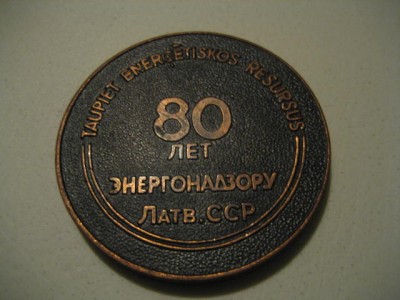 TAUPIET ENERĢĒTISKOS RESURSUS
80
ЛЕТ
ЭНЕРГОНАДЗОРУ
ЛАТВ.ССР